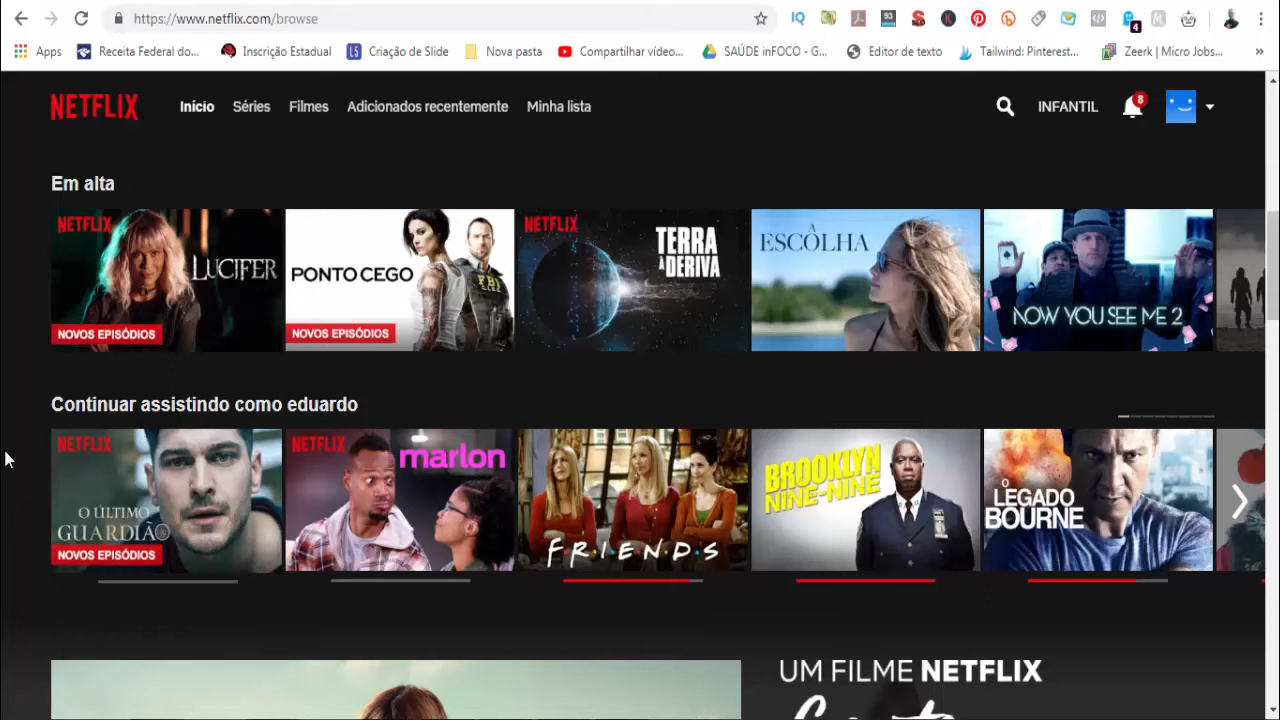 https://www.netflix.com/browse
IQ
93
4
Apps
Receita Federal do...
Inscrição Estadual
Criação de Slide
Nova pasta
Compartilhar vídeo...
SAÚDE inFOCO - G...
Editor de texto
Tailwind: Pinterest...
Zeerk | Micro Jobs...
»
NETFLIX
Início
Séries
Filmes
Adicionados recentemente
Minha lista
INFANTIL
8
Em alta
NETFLIX
LUCIFER
NOVOS EPISÓDIOS
PONTO CEGO
FBI
NOVOS EPISÓDIOS
NETFLIX
TERRA
À DERIVA
A
ESCOLHA
NOW YOU SEE ME 2
Continuar assistindo como eduardo
NETFLIX
O ÚLTIMO
GUARDIÃO
NOVOS EPISÓDIOS
NETFLIX
marlon
F·R·I·E·N·D·S
BROOKLYN
NINE-NINE
O
LEGADO
BOURNE
UM FILME NETFLIX